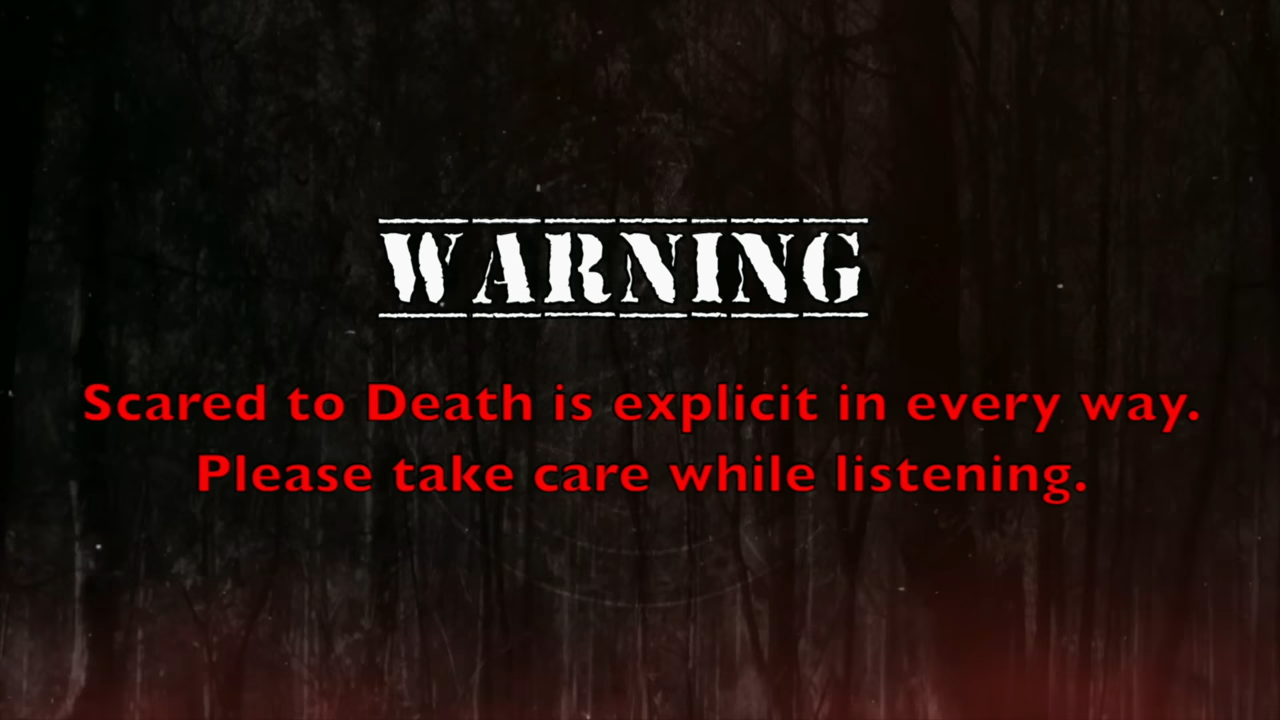 WARNING
Scared to Death is explicit in every way.
Please take care while listening.